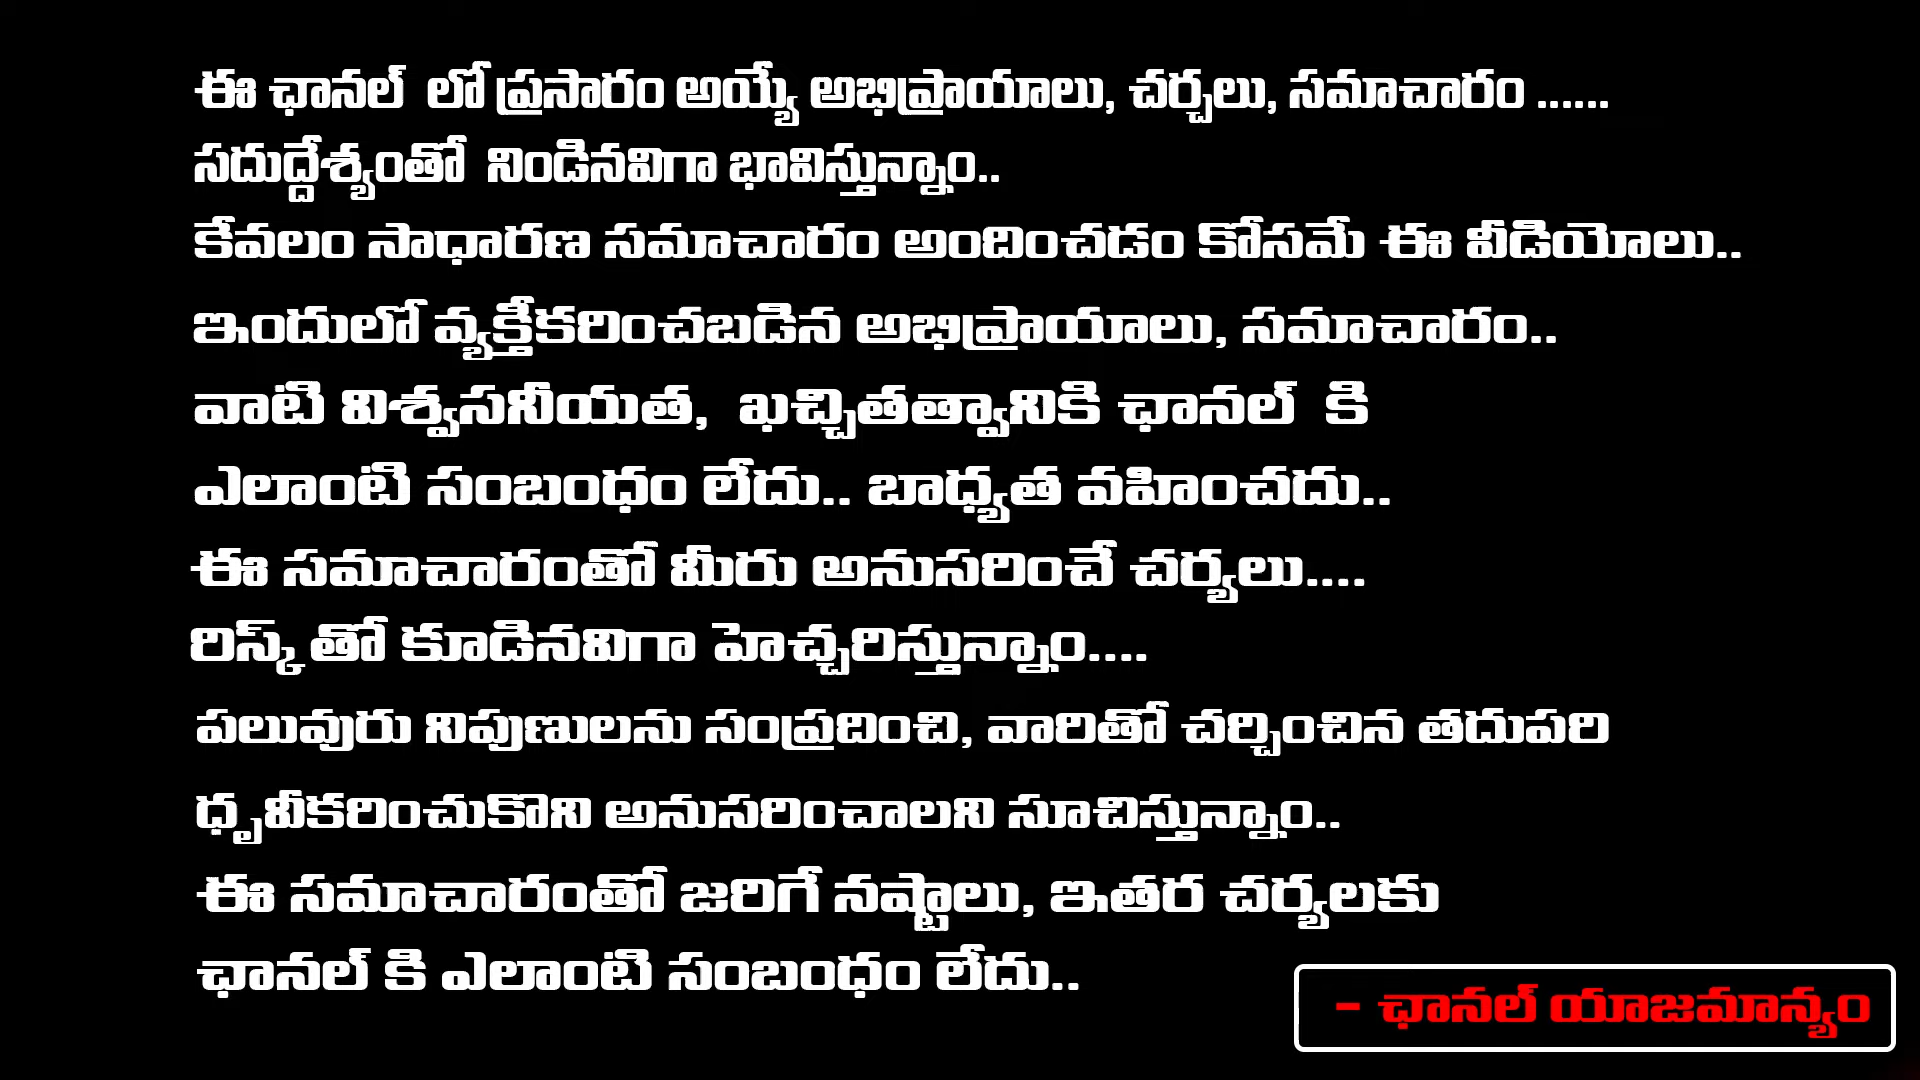 ఈ ఛానల్ లో ప్రసారం అయ్యే అభిప్రాయాలు, చర్చలు, సమాచారం ......
సదుద్దేశ్యంతో నిండినవిగా భావిస్తున్నాం..
కేవలం సాధారణ సమాచారం అందించడం కోసమే ఈ వీడియోలు..
ఇందులో వ్యక్తీకరించబడిన అభిప్రాయాలు, సమాచారం..
వాటి విశ్వసనీయత, ఖచ్చితత్వానికి ఛానల్ కి
ఎలాంటి సంబంధం లేదు.. బాధ్యత వహించదు..
ఈ సమాచారంతో మీరు అనుసరించే చర్యలు....
రిస్క్ తో కూడినవిగా హెచ్చరిస్తున్నాం....
పలువురు నిపుణులను సంప్రదించి, వారితో చర్చించిన తదుపరి
ధృవీకరించుకొని అనుసరించాలని సూచిస్తున్నాం..
ఈ సమాచారంతో జరిగే నష్టాలు, ఇతర చర్యలకు
ఛానల్ కి ఎలాంటి సంబంధం లేదు..
- ఛానల్ యాజమాన్యం